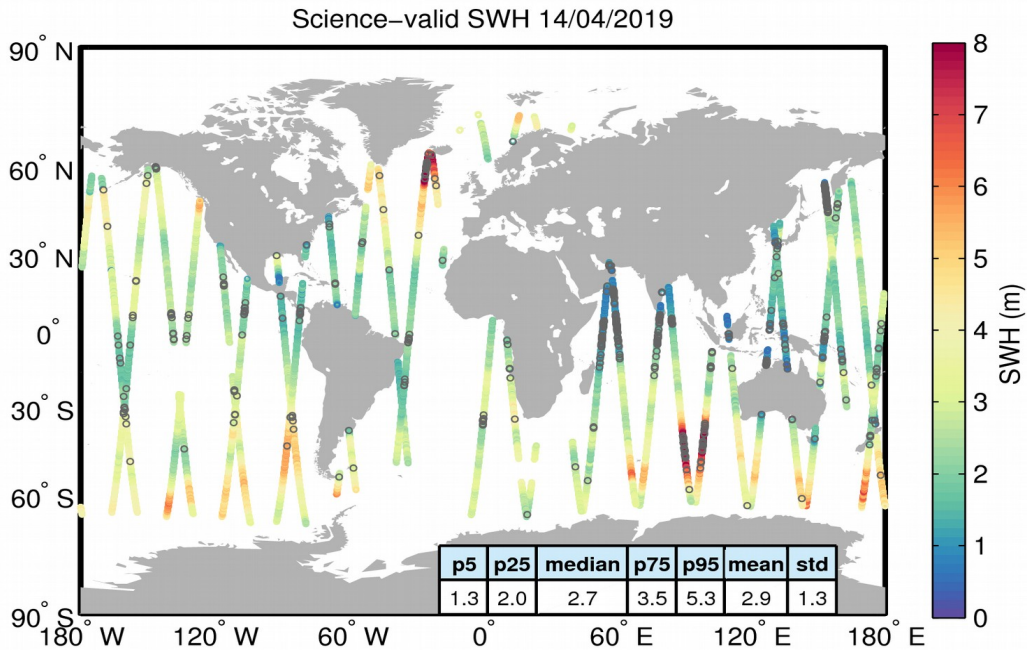 Science−valid SWH 14/04/2019
90° N
60° N
30° N
0°
30° S
60° S
90° S
180° W 120° W 60° W 0° 60° E 120° E 180° E
p5 p25 median p75 p95 mean std
1.3 2.0 2.7 3.5 5.3 2.9 1.3
8
7
6
5
4
3
2
1
0
SWH (m)